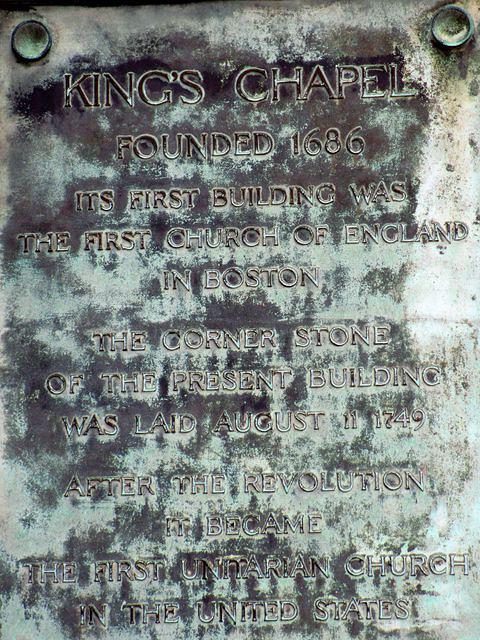 KING'S CHAPEL
FOUNDED 1686
ITS FIRST BUILDING WAS
THE FIRST CHURCH OF ENGLAND
IN BOSTON
THE CORNER STONE
OF THE PRESENT BUILDING
WAS LAID AUGUST 11 1749
AFTER THE REVOLUTION
IT BECAME
THE FIRST UNITARIAN CHURCH
IN THE UNITED STATES